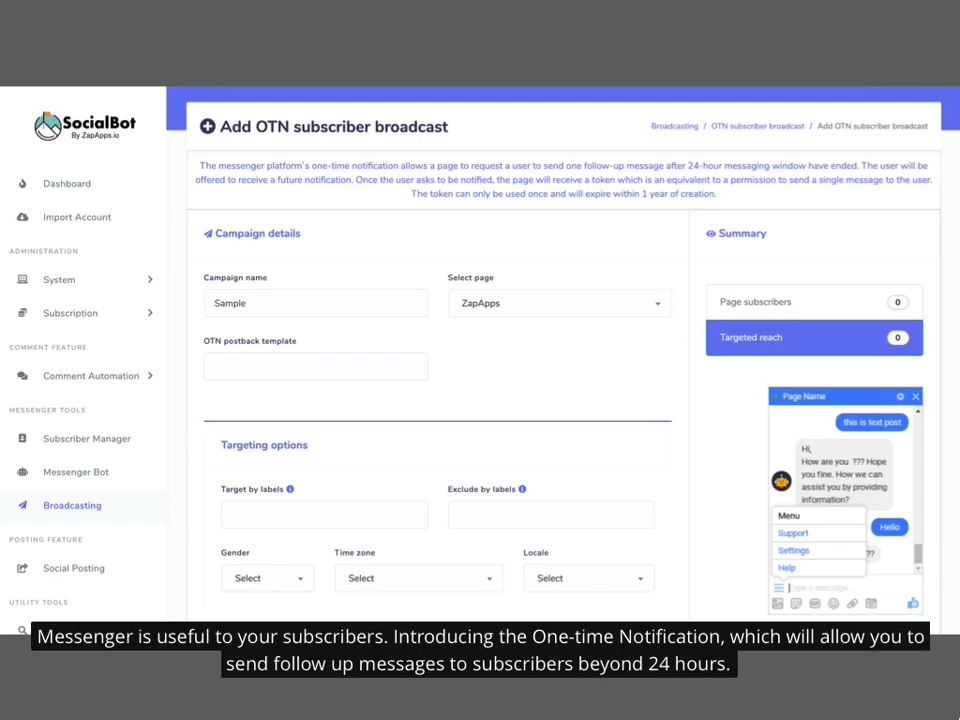 SocialBot
By ZapApps.io
Dashboard
Import Account
ADMINISTRATION
System
Subscription
COMMENT FEATURE
Comment Automation
MESSENGER TOOLS
Subscriber Manager
Messenger Bot
Broadcasting
POSTING FEATURE
Social Posting
UTILITY TOOLS
Add OTN subscriber broadcast
Broadcasting / OTN subscriber broadcast / Add OTN subscriber broadcast
The messenger platform`s one-time notification allows a page to request a user to send one follow-up message after 24-hour messaging window have ended. The user will be
offered to receive a future notification. Once the user asks to be notified, the page will receive a token which is an equivalent to a permission to send a single message to the user.
The token can only be used once and will expire within 1 year of creation.
Campaign details
Campaign name
Select page
Sample
ZapApps
OTN postback template
Targeting options
Target by labels
Exclude by labels
Gender
Time zone
Locale
Select
Select
Select
Summary
Page subscribers 0
Targeted reach 0
Page Name
this is text post
Hi,
How are you ??? Hope
you fine. How we can
assist you by providing
information?
Menu
Hello
Support
Settings
??
Help
Type a message...
Messenger is useful to your subscribers. Introducing the One-time Notification, which will allow you to
send follow up messages to subscribers beyond 24 hours.